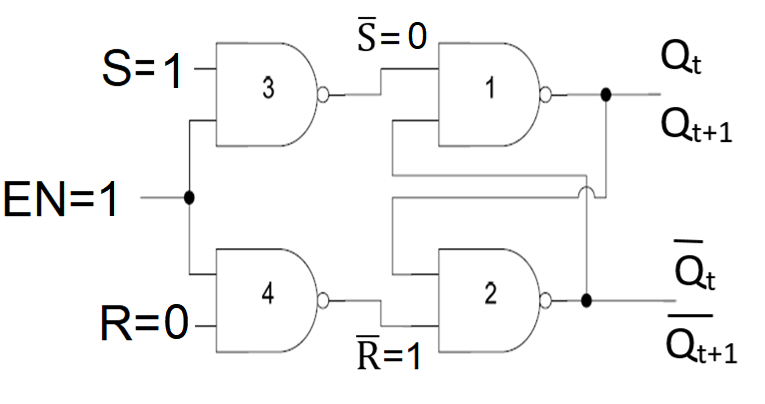 S=1
3
S̅=0
1
Qt
Qt+1
EN=1
4
R=0
R̅=1
2
Q̅t
Q̅t+1